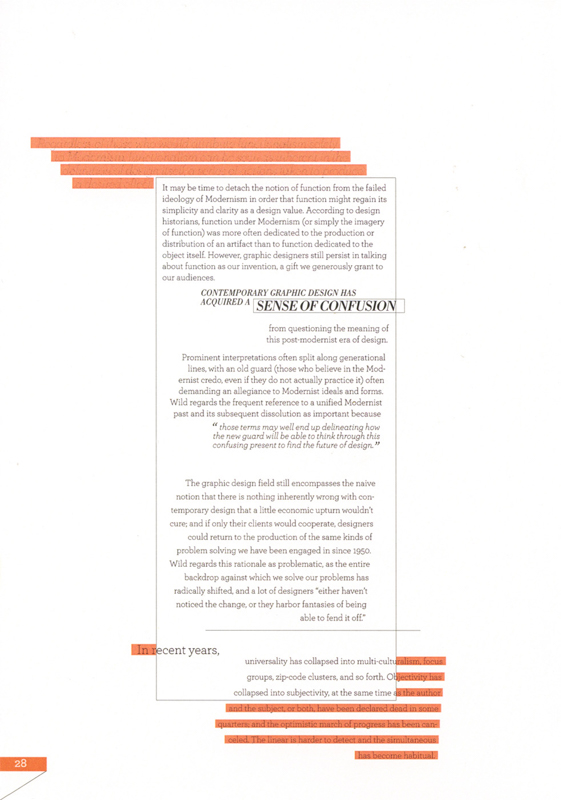 It may be time to detach the notion of function from the failed
ideology of Modernism in order that function might regain its
simplicity and clarity as a design value. According to design
historians, function under Modernism (or simply the imagery
of function) was more often dedicated to the production or
distribution of an artifact than to function dedicated to the
object itself. However, graphic designers still persist in talking
about function as our invention, a gift we generously grant to
our audiences.
CONTEMPORARY GRAPHIC DESIGN HAS
ACQUIRED A SENSE OF CONFUSION
from questioning the meaning of
this post-modernist era of design.
Prominent interpretations often split along generational
lines, with an old guard (those who believe in the Mod-
ernist credo, even if they do not actually practice it) often
demanding an allegiance to Modernist ideals and forms.
Wild regards the frequent reference to a unified Modernist
past and its subsequent dissolution as important because
“ those terms may well end up delineating how
the new guard will be able to think through this
confusing present to find the future of design. ”
The graphic design field still encompasses the naive
notion that there is nothing inherently wrong with con-
temporary design that a little economic upturn wouldn't
cure; and if only their clients would cooperate, designers
could return to the production of the same kinds of
problem solving we have been engaged in since 1950.
Wild regards this rationale as problematic, as the entire
backdrop against which we solve our problems has
radically shifted, and a lot of designers “either haven't
noticed the change, or they harbor fantasies of being
able to fend it off.”
In recent years,
universality has collapsed into multi-culturalism, focus
groups, zip-code clusters, and so forth. Objectivity has
collapsed into subjectivity, at the same time as the author
and the subject, or both, have been declared dead in some
quarters; and the optimistic march of progress has been can-
celed. The linear is harder to detect and the simultaneous
has become habitual.
28